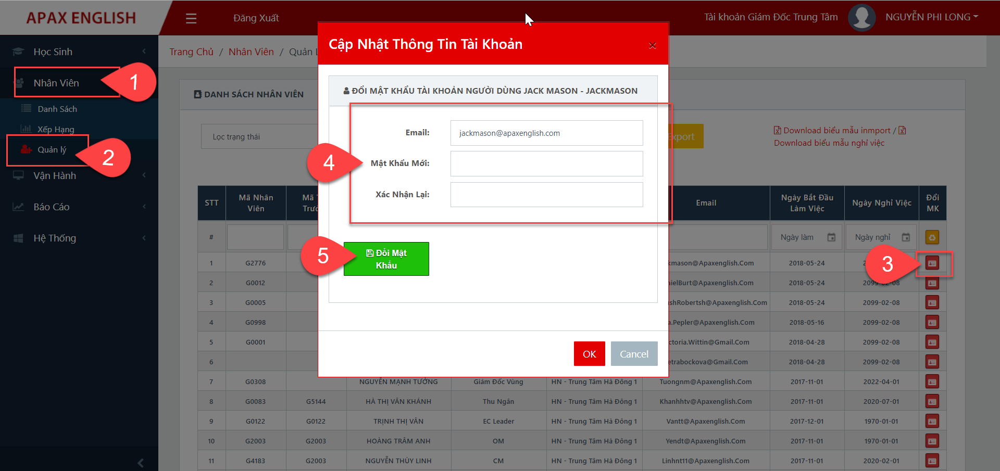 APAX ENGLISH
Đăng Xuất
Tài khoản Giám Đốc Trung Tâm
NGUYỄN PHI LONG
Học Sinh
Nhân Viên
1
Danh Sách
Xếp Hạng
Quản lý
2
Vận Hành
Báo Cáo
Hệ Thống
Trang Chủ / Nhân Viên / Quản
DANH SÁCH NHÂN VIÊN
Lọc trạng thái
Export
Download biểu mẫu inmport /
Download biểu mẫu nghỉ việc
Cập Nhật Thông Tin Tài Khoản
×
ĐỔI MẬT KHẨU TÀI KHOẢN NGƯỜI DÙNG JACK MASON - JACKMASON
Email:
jackmason@apaxenglish.com
4
Mật Khẩu Mới:
Xác Nhận Lại:
5
Đổi Mật
Khẩu
OK
Cancel
STT
Mã Nhân
Viên
Mã
Email
Ngày Bắt Đầu
Làm Việc
Ngày Nghỉ Việc
Đổi
MK
#
Ngày làm
Ngày nghỉ
3
1 G2776 kmason@Apaxenglish.Com 2018-05-24
2 G0012 nielBurt@Apaxenglish.Com 2018-05-24 2099-02-08
3 G0005 shRobertsh@Apaxenglish.Com 2018-05-24 2099-02-08
4 G0998 a.Pepler@Apaxenglish.Com 2018-05-16 2099-02-08
5 G0001 ctoria.Wittin@Gmail.Com 2018-04-28 2099-02-08
6 etrabockova@Gmail.Com 2018-04-28 2099-02-08
7 G0308 NGUYỄN MẠNH TƯỜNG Giám Đốc Vùng HN - Trung Tâm Hà Đông 1 Tuongnm@Apaxenglish.Com 2017-11-01 2022-04-01
8 G0083 G5144 HÀ THỊ VÂN KHÁNH Thu Ngân HN - Trung Tâm Hà Đông 1 Khanhhtv@Apaxenglish.Com 2017-11-01 2020-07-01
9 G0122 G0122 TRỊNH THỊ VÂN EC Leader HN - Trung Tâm Hà Đông 1 Vantt@Apaxenglish.Com 2017-12-01 1970-01-01
10 G2003 G2003 HOÀNG TRÂM ANH OM HN - Trung Tâm Hà Đông 1 Yendt@Apaxenglish.Com 2017-11-01 1970-01-01
11 G4183 G2003 NGUYỄN THÙY LINH CM HN - Trung Tâm Hà Đông 1 Linhnt11@Apaxenglish.Com 2017-11-01 2020-02-01